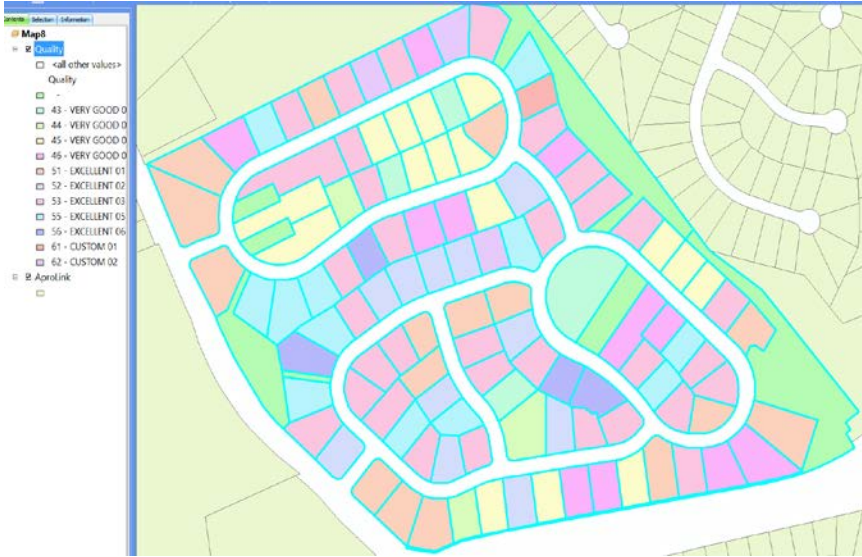 Contents Selection Information
Map8
Quality
<all other values>
Quality
-
43 - VERY GOOD 0
44 - VERY GOOD 0
45 - VERY GOOD 0
46 - VERY GOOD 0
51 - EXCELLENT 01
52 - EXCELLENT 02
53 - EXCELLENT 03
55 - EXCELLENT 05
56 - EXCELLENT 06
61 - CUSTOM 01
62 - CUSTOM 02
AproLink